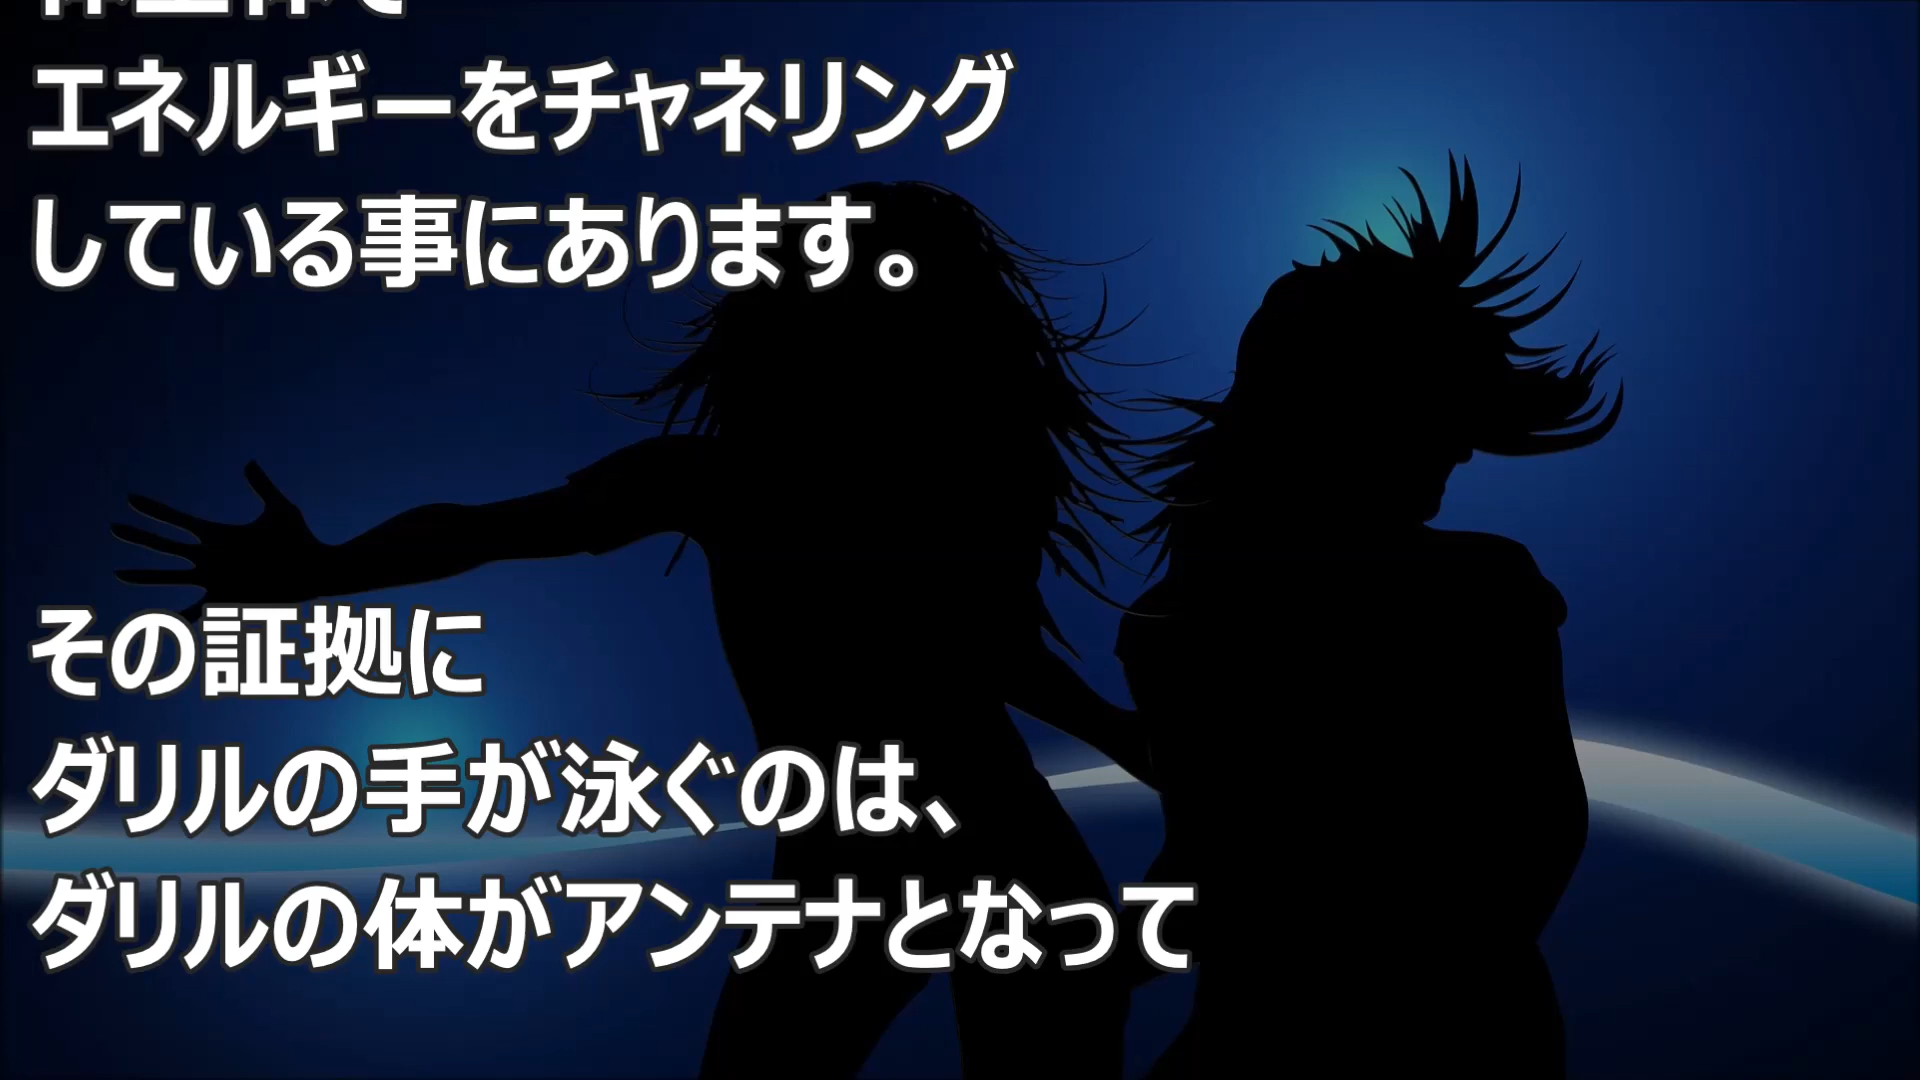 エネルギーをチャネリング
している事にあります。
その証拠に
ダリルの手が泳ぐのは、
ダリルの体がアンテナとなって